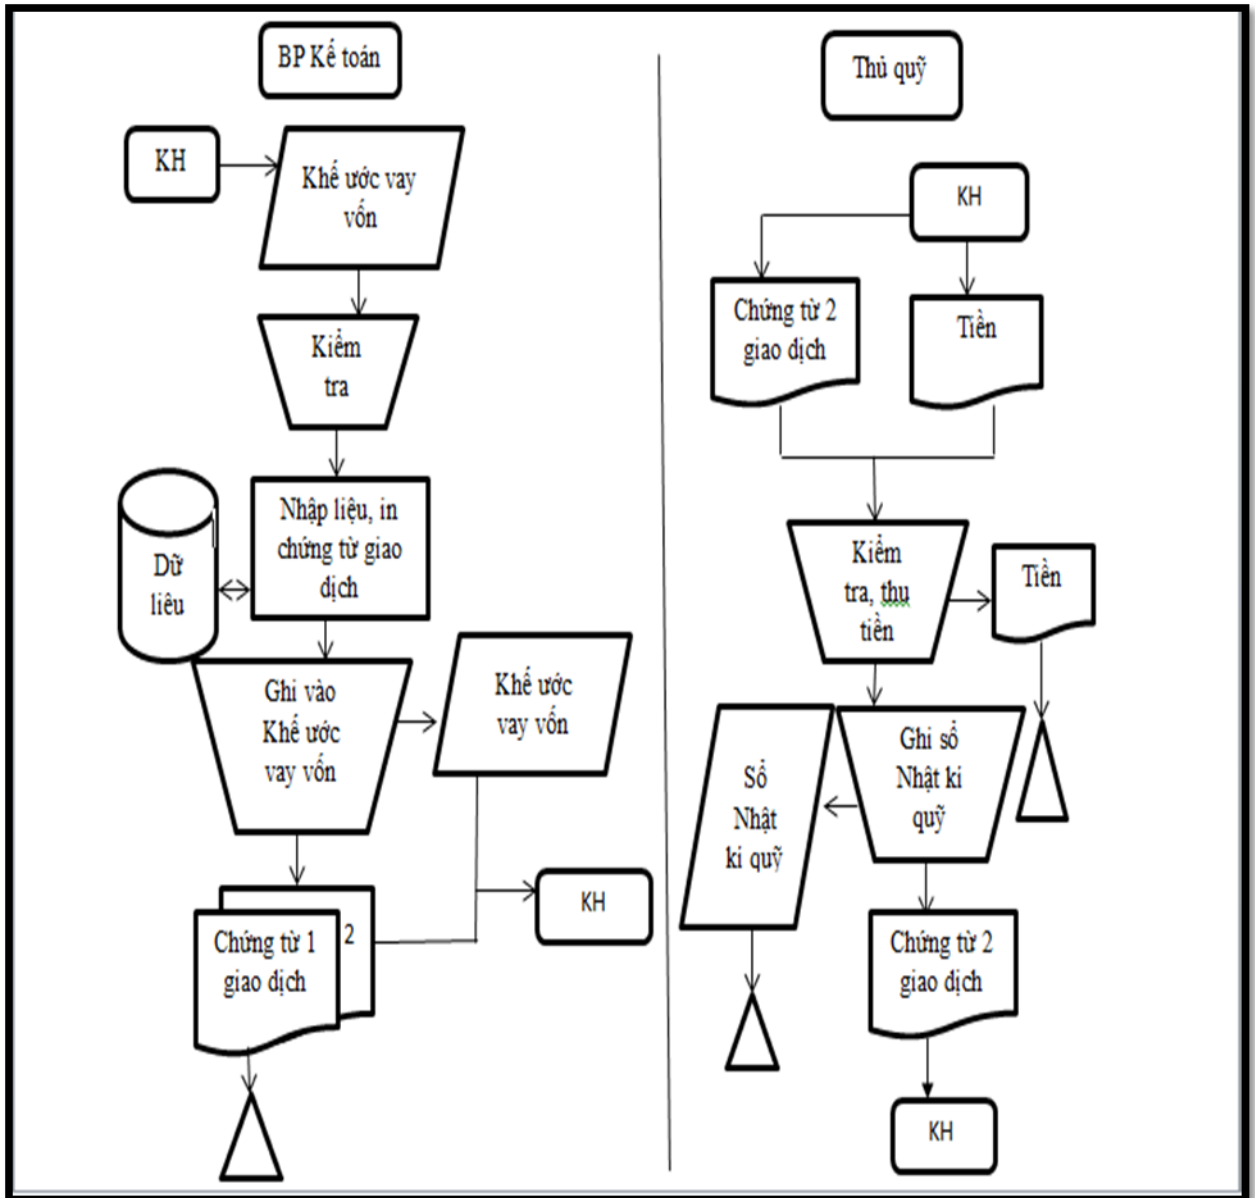 BP Kế toán
KH
Khế ước vay
vốn
Kiểm
tra
Nhập liệu, in
chứng từ giao
dịch
Dữ
liêu
Ghi vào
Khế ước
vay vốn
Khế ước
vay vốn
KH
Chứng từ 1
giao dịch
2
Thủ quỹ
KH
Chứng từ 2
giao dịch
Tiền
Kiểm
tra, thu
tiền
Tiền
Ghi sổ
Nhật kí
quỹ
Sổ
Nhật
kí quỹ
Chứng từ 2
giao dịch
KH